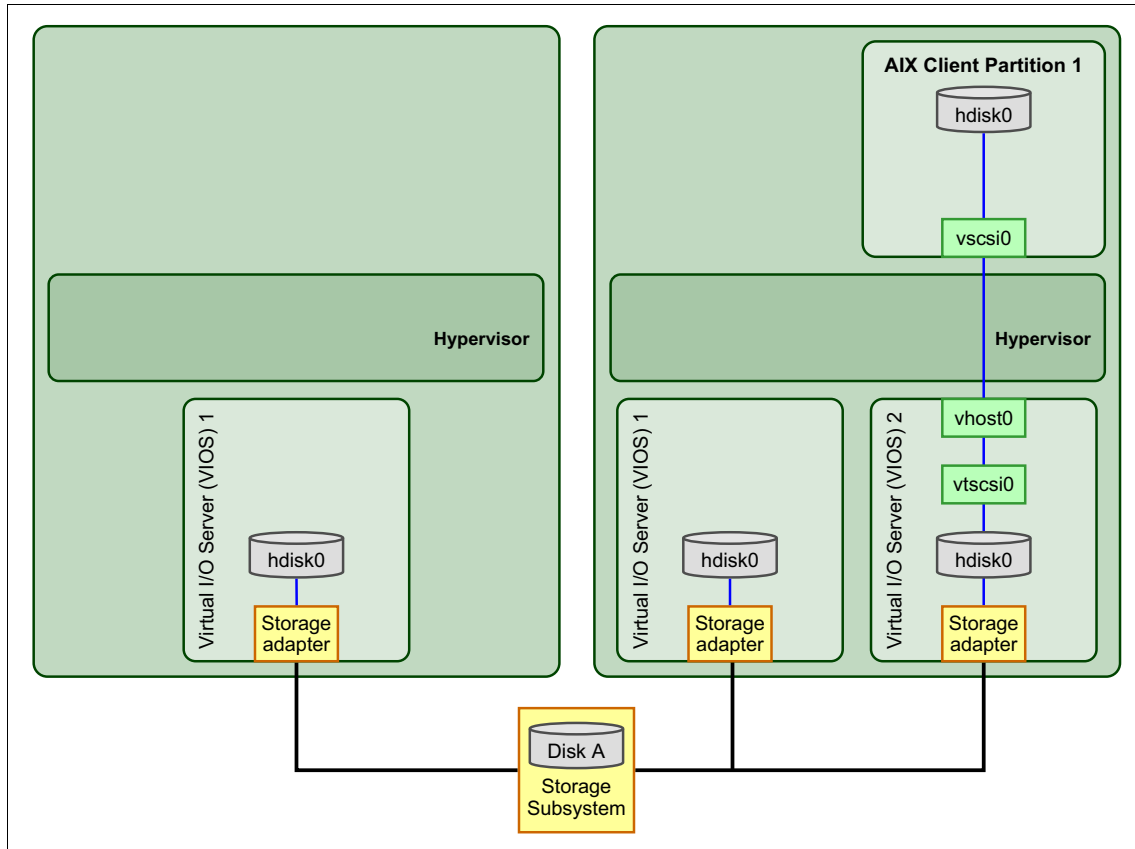 AIX Client Partition 1
hdisk0
vscsi0
Hypervisor
Hypervisor
Virtual I/O Server (VIOS) 1
hdisk0
Storage
adapter
Virtual I/O Server (VIOS) 1
hdisk0
Storage
adapter
Virtual I/O Server (VIOS) 2
vhost0
vtscsi0
hdisk0
Storage
adapter
Disk A
Storage
Subsystem